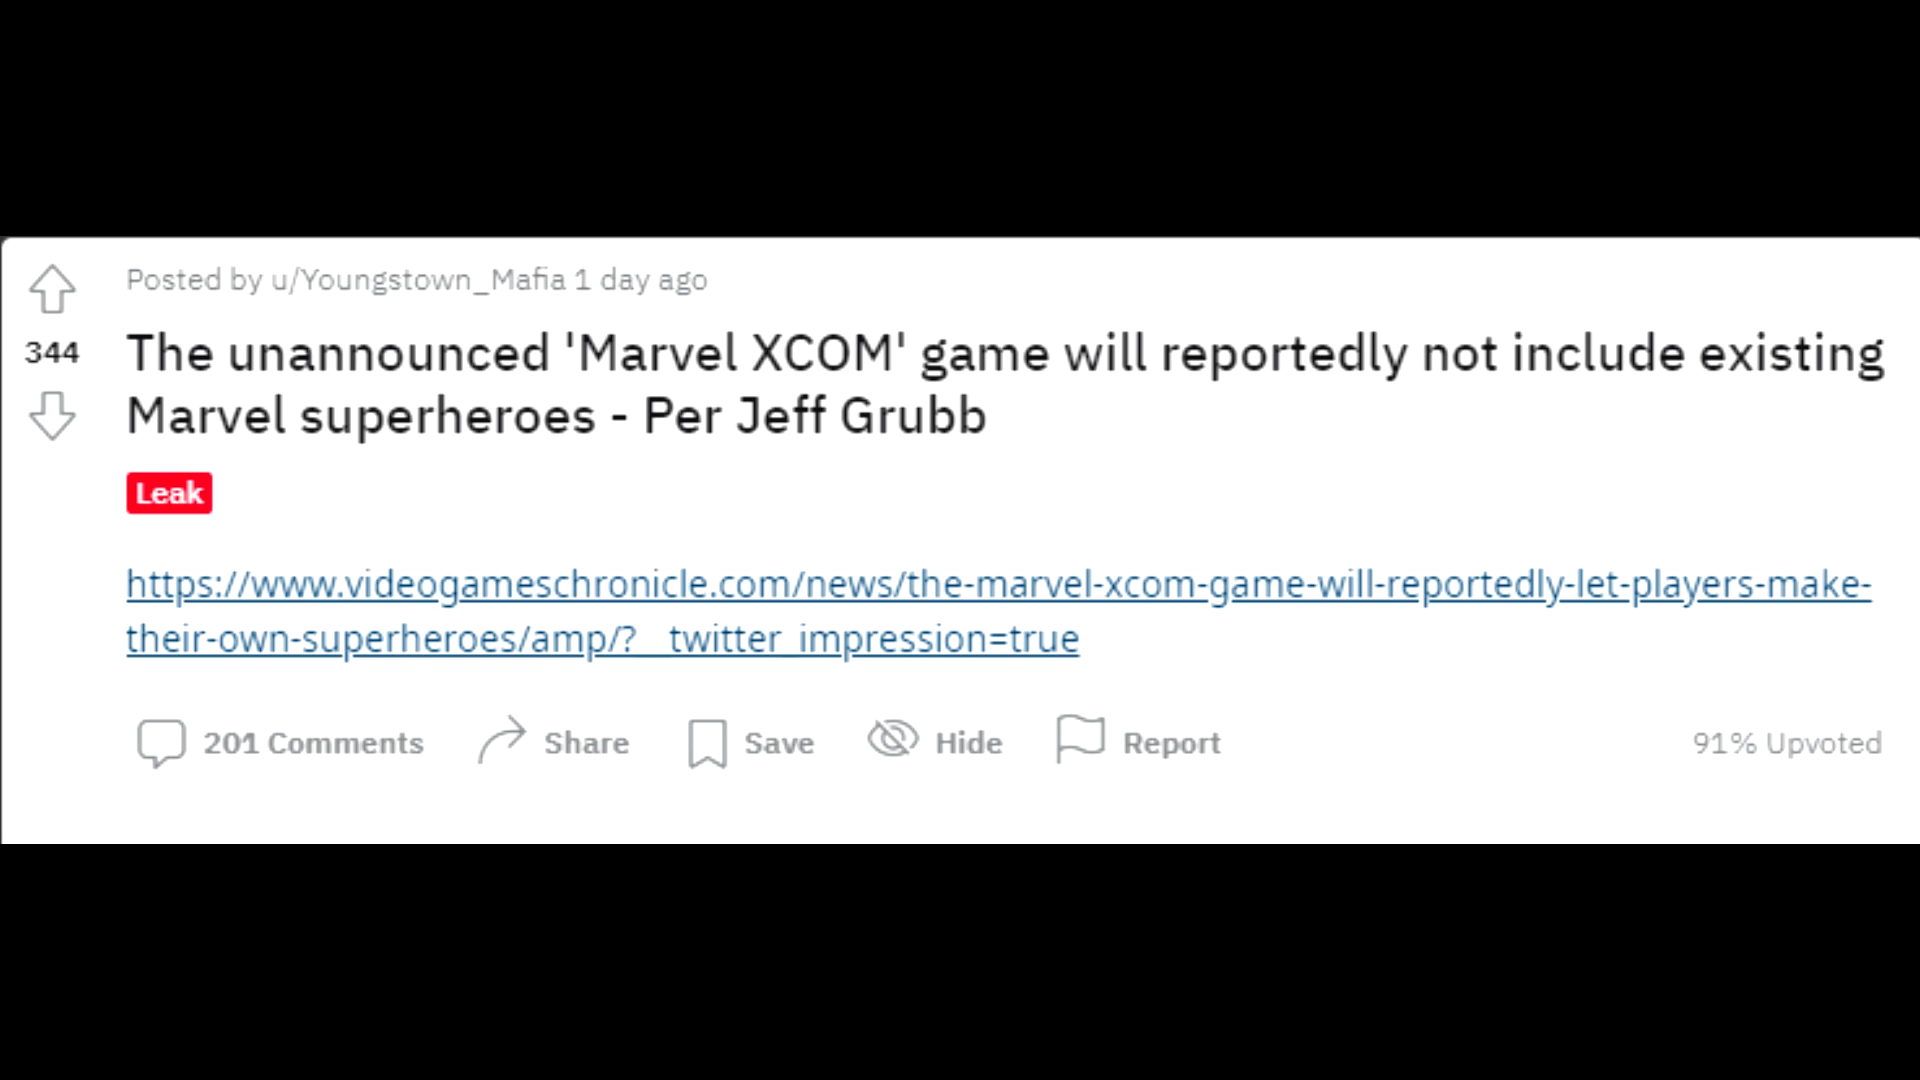 Posted by u/Youngstown_Mafia 1 day ago
344
The unannounced 'Marvel XCOM' game will reportedly not include existing
Marvel superheroes - Per Jeff Grubb
Leak
https://www.videogameschronicle.com/news/the-marvel-xcom-game-will-reportedly-let-players-make-
their-own-superheroes/amp/?__twitter_impression=true
201 Comments Share Save Hide Report 91% Upvoted